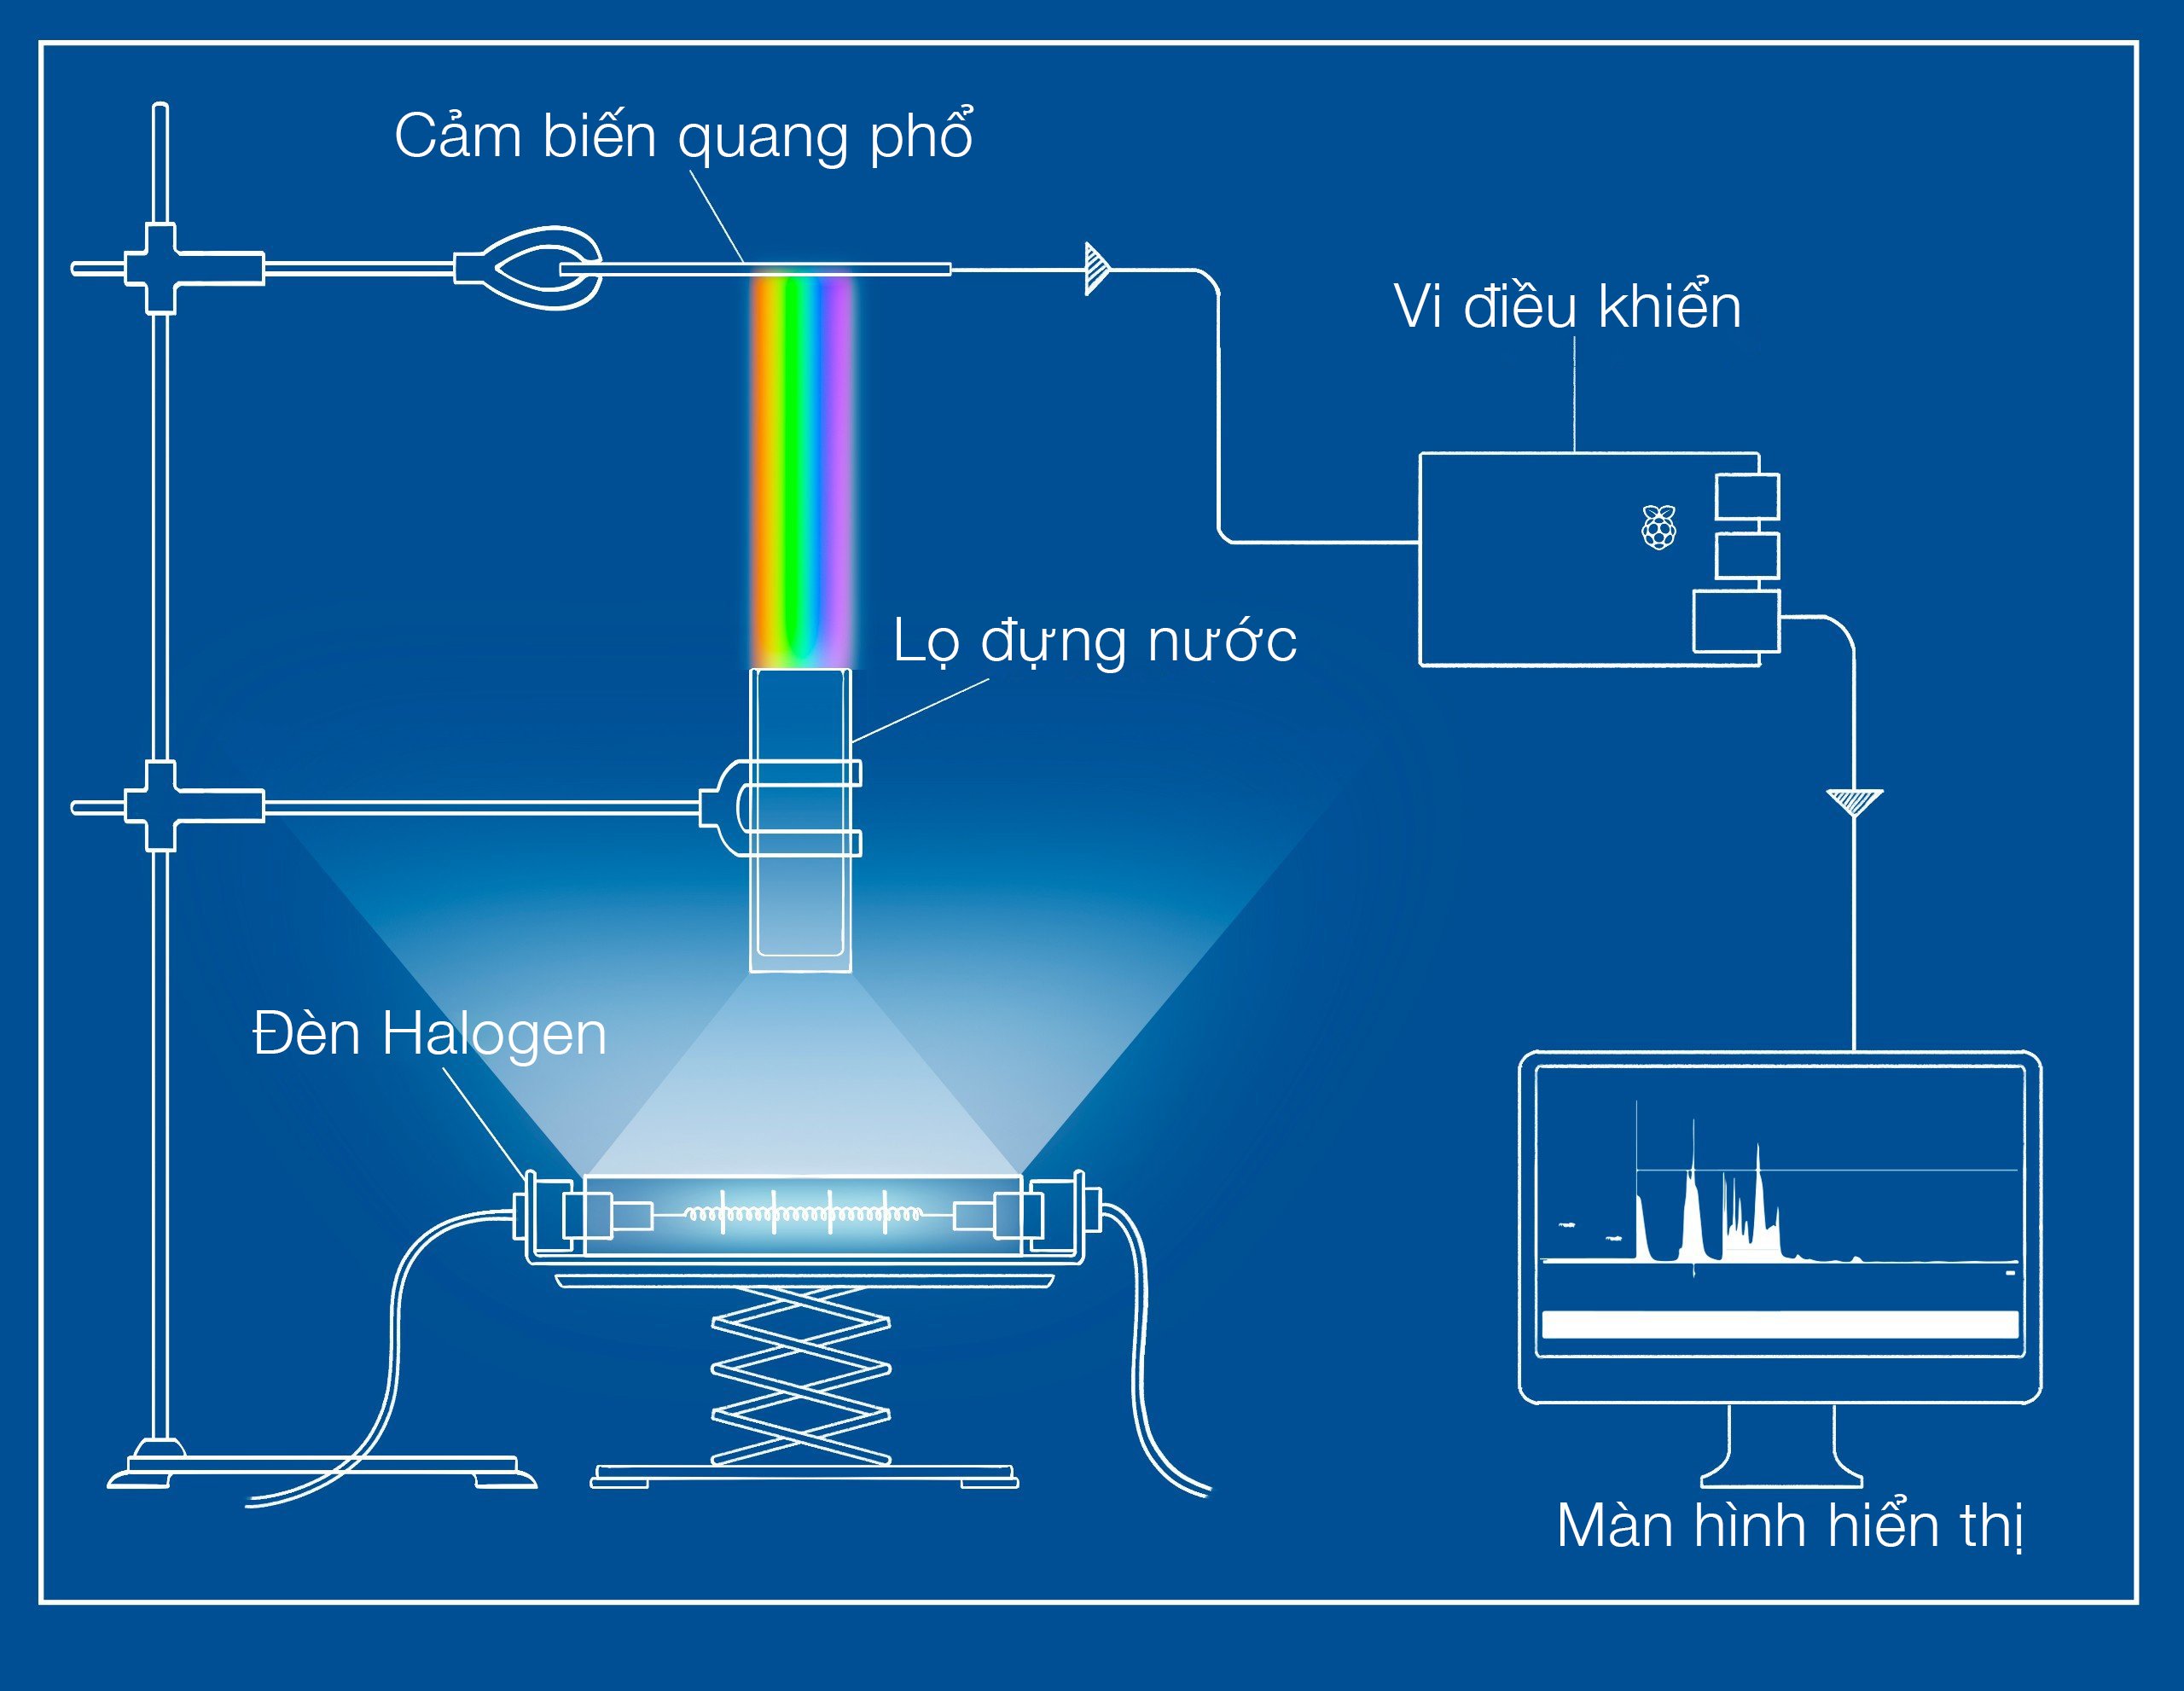 Cảm biến quang phổ
Vi điều khiển
Lọ đựng nước
Đèn Halogen
Màn hình hiển thị